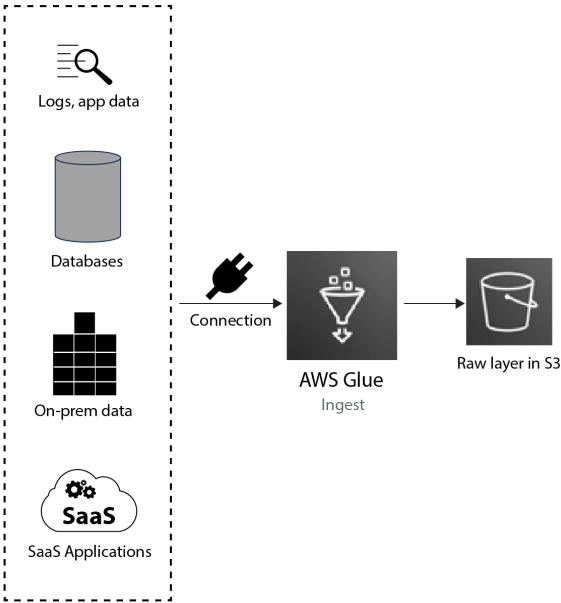 Logs, app data
Databases
On-prem data
SaaS
SaaS Applications
Connection
AWS Glue
Ingest
Raw layer in S3